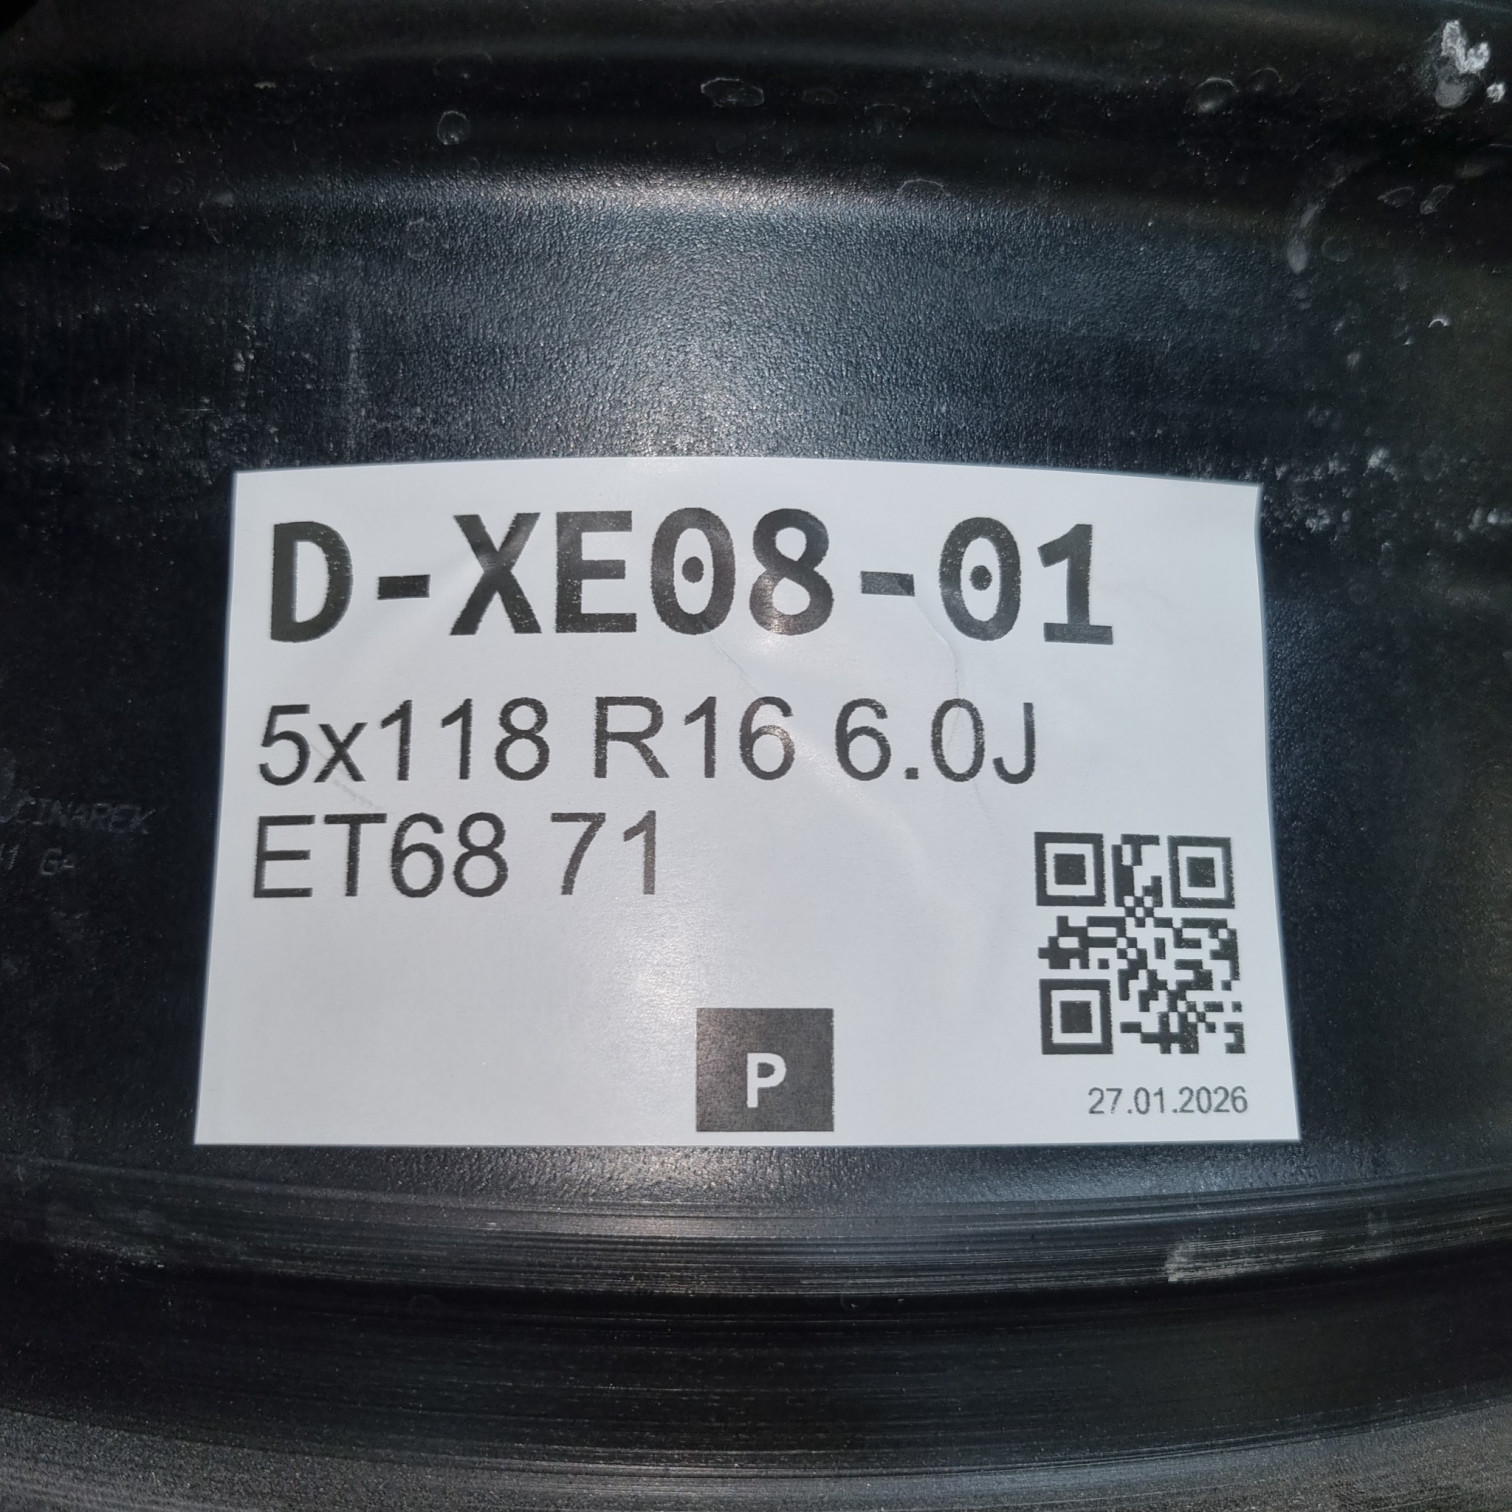 D-XE08-01
5x118 R16 6.0J
ET68 71
P
27.01.2026